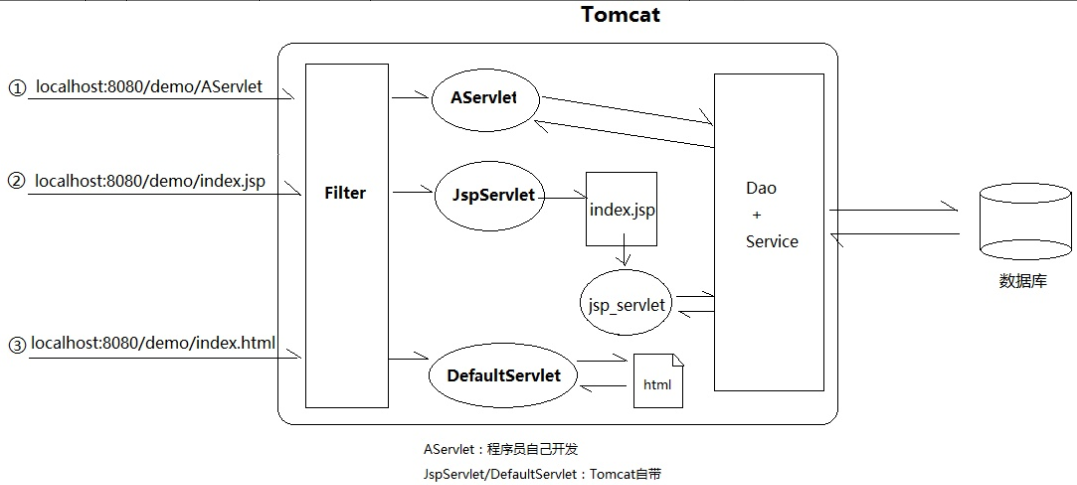 Tomcat
① localhost:8080/demo/AServlet
AServlet
② localhost:8080/demo/index.jsp
Filter
JspServlet
index.jsp
Dao
+
Service
数据库
jsp_servlet
③ localhost:8080/demo/index.html
DefaultServlet
html
AServlet：程序员自己开发
JspServlet/DefaultServlet：Tomcat自带